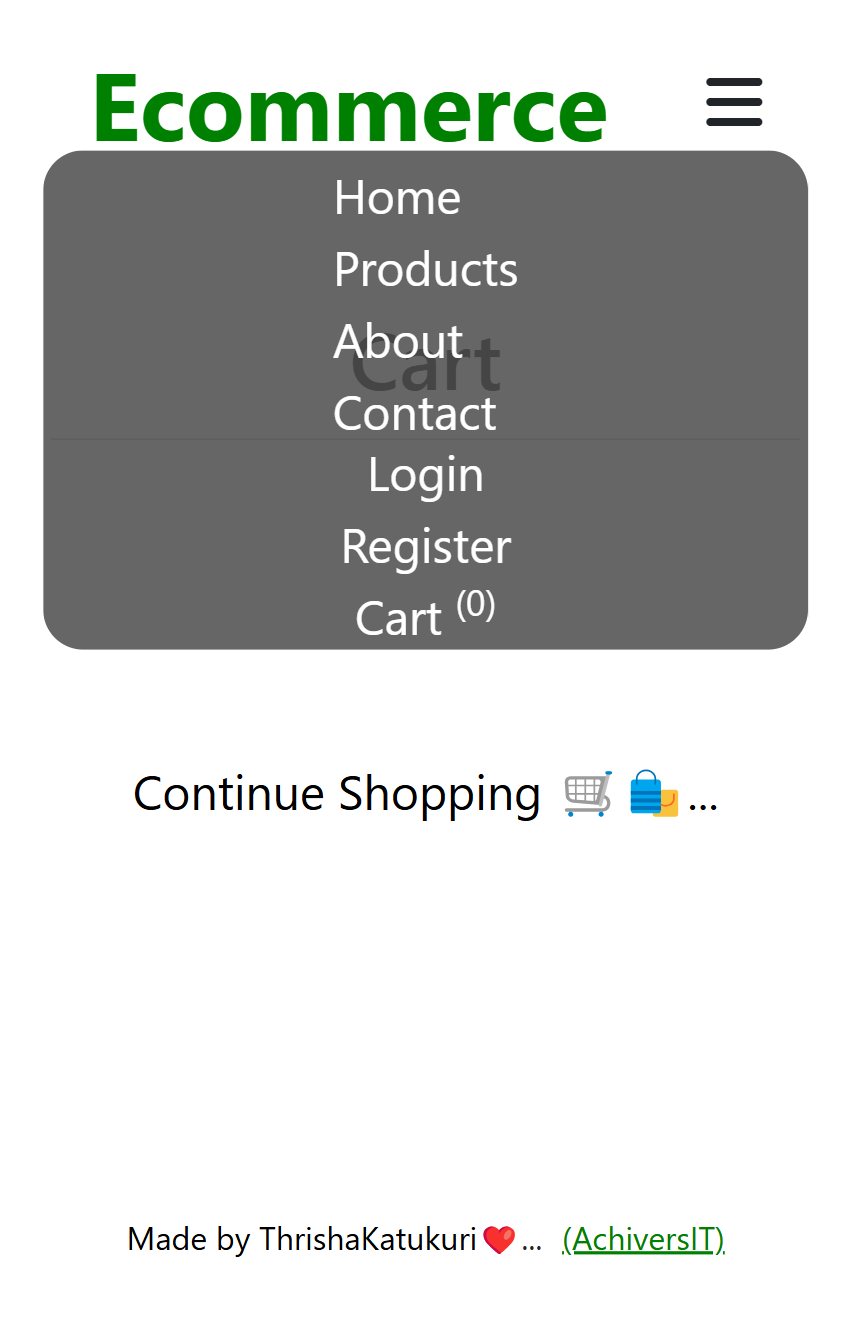 Ecommerce
Home
Products
About
Cart
Contact
Login
Register
Cart (0)
Continue Shopping 🛒 🛍️...
Made by ThrishaKatukuri❤️... (AchiversIT)